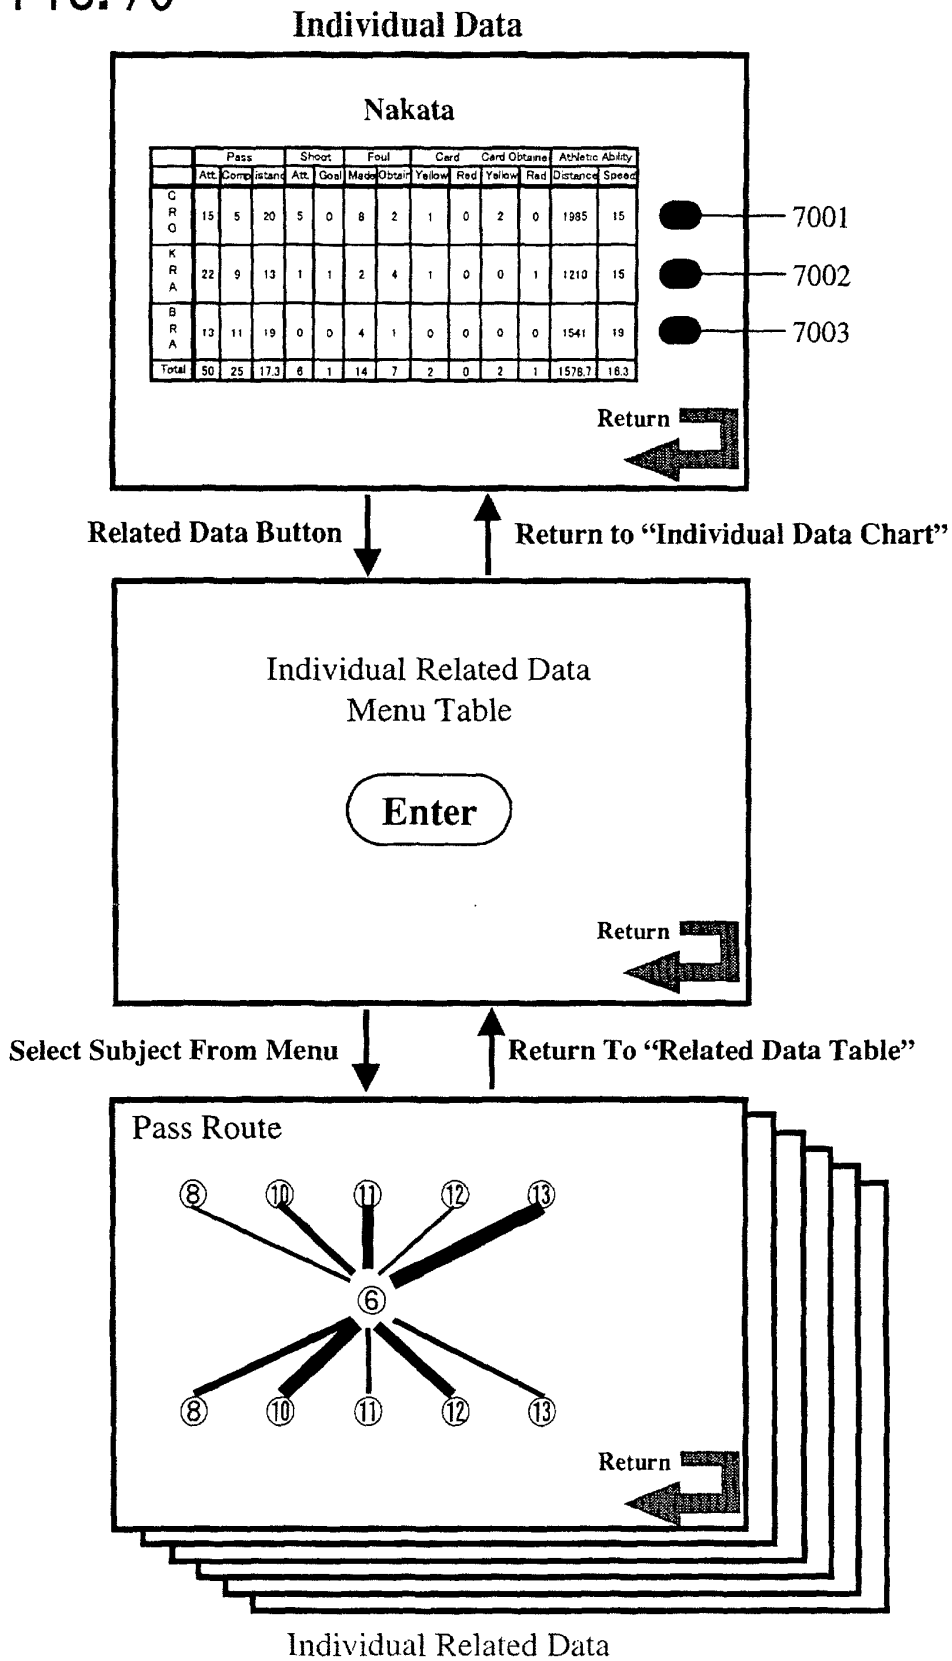 FIG. 70
Individual Data
Nakata
Pass Shoot Foul Card Card Obtaine Athletic Ability
Att. Comp istand Att. Goal Made Obtair Yellow Red Yellow Red Distance Speed
CRO 15 5 20 5 0 8 2 1 0 2 0 1985 15
7001
KRA 22 9 13 1 1 2 4 1 0 0 1 1210 15
7002
BRA 13 11 19 0 0 4 1 0 0 0 0 1541 19
7003
Total 50 25 17.3 6 1 14 7 2 0 2 1 1578.7 16.3
Return
Related Data Button
Return to “Individual Data Chart”
Individual Related Data
Menu Table
Enter
Return
Select Subject From Menu
Return To “Related Data Table”
Pass Route
⑧ ⑩ ⑪ ⑫ ⑬
⑥
⑧ ⑩ ⑪ ⑫ ⑬
Return
Individual Related Data